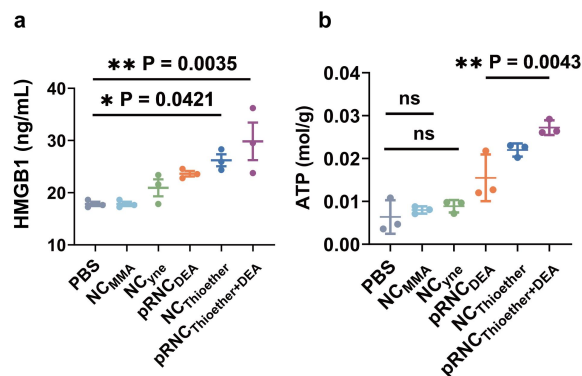 a
∗∗ P = 0.0035
∗ P = 0.0421
HMGB1 (ng/mL)
40
30
20
10
PBS
NCMMA
NCyne
pRNCDEA
NCThioether
pRNCThioether+DEA
b
∗∗ P = 0.0043
ns
ns
ATP (mol/g)
0.04
0.03
0.01
0.01
0.00
PBS
NCMMA
NCyne
pRNCDEA
NCThioether
pRNCThioether+DEA